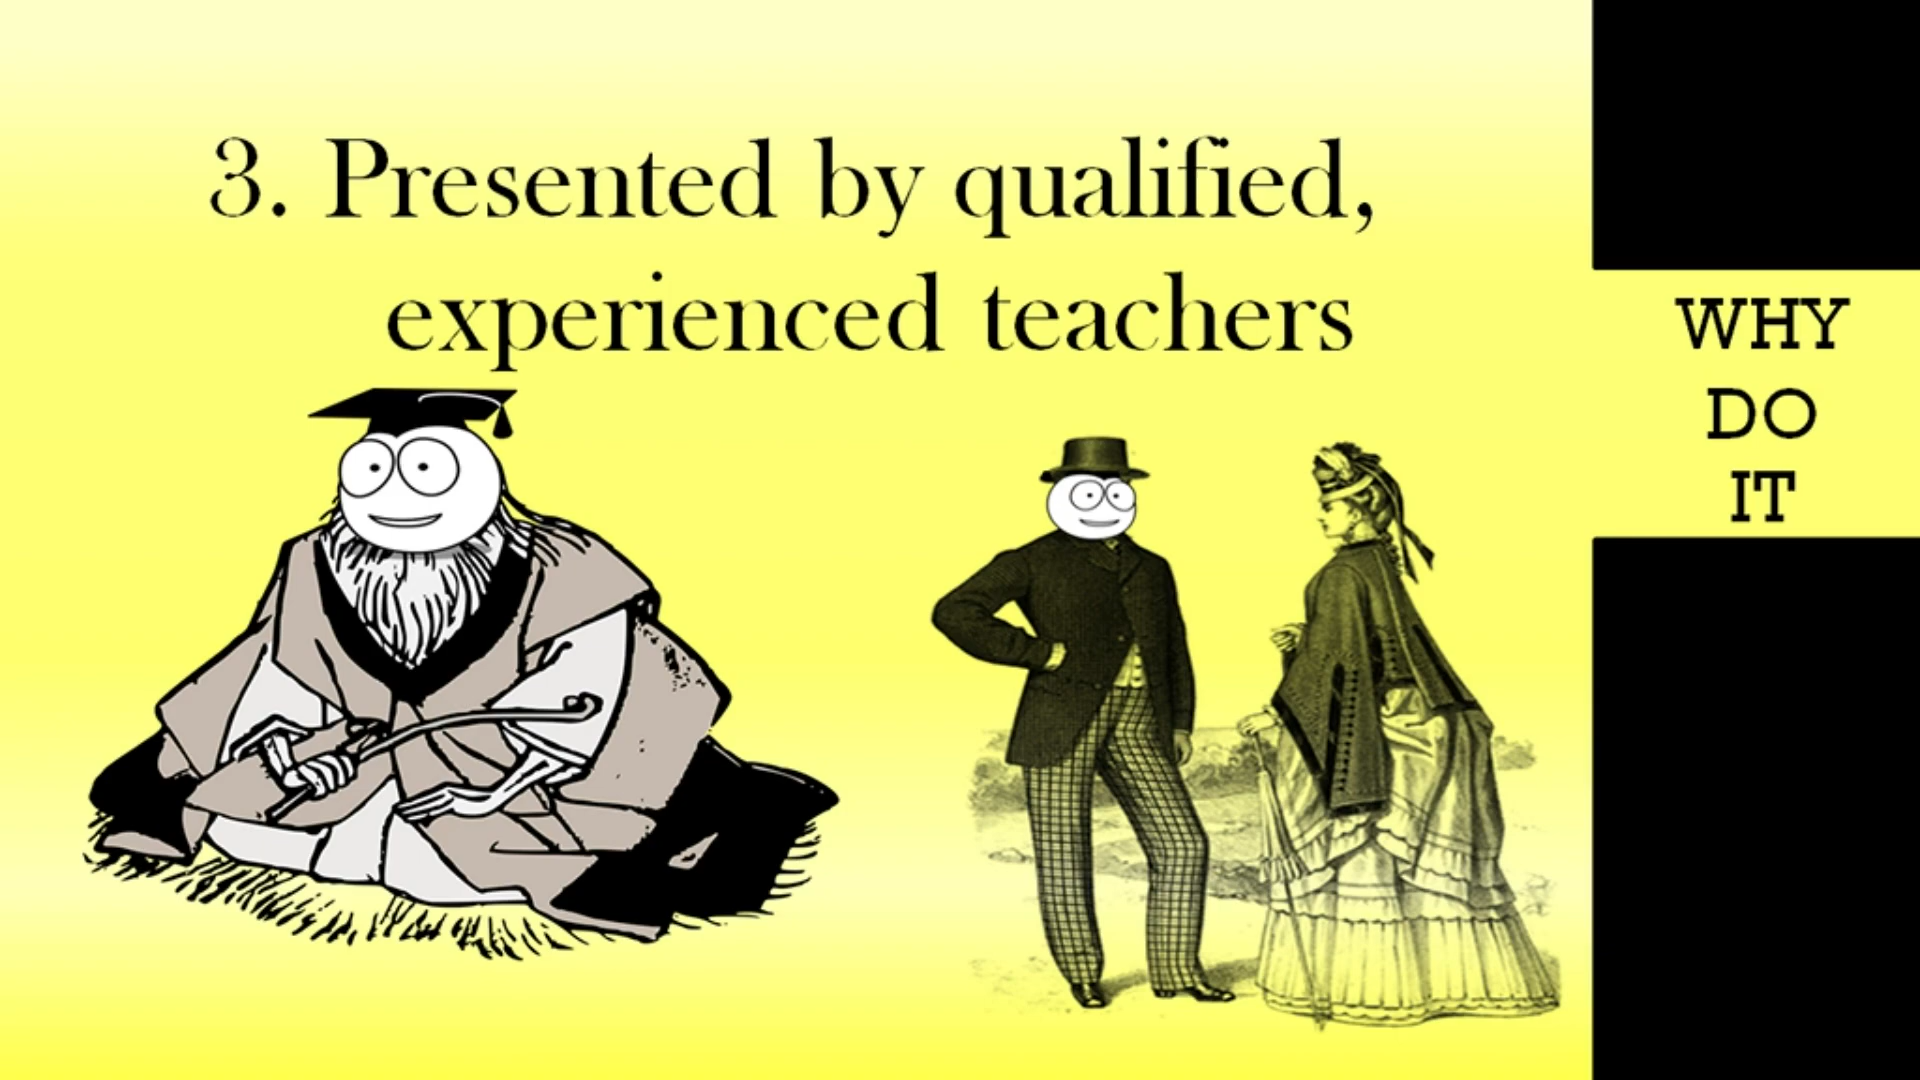 3. Presented by qualified,
experienced teachers
WHY
DO
IT